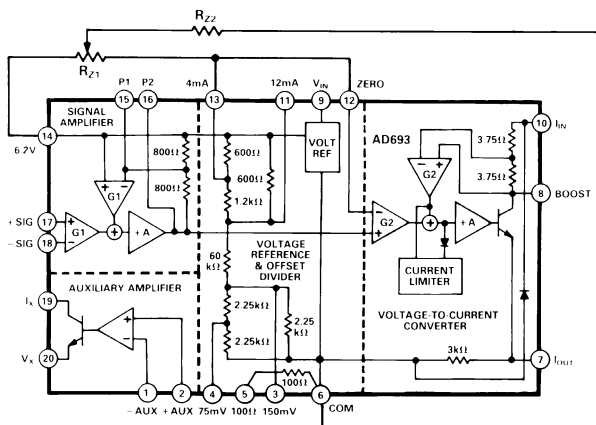 RZ2
RZ1
P1 P2 4mA 12mA VIN ZERO
15 16 13 11 9 12
SIGNAL
AMPLIFIER
AD693
14
6.2V
10 IIN
800Ω
800Ω
600Ω
600Ω
1.2kΩ
VOLT
REF
3.75Ω
3.75Ω
G2
8 BOOST
+ -
G1
+ SIG 17
- SIG 18
+
-
G1
+
+ A
-
+
G2
+
+ A
60
kΩ
VOLTAGE
REFERENCE
& OFFSET
DIVIDER
CURRENT
LIMITER
AUXILIARY AMPLIFIER
VOLTAGE-TO-CURRENT
CONVERTER
IX 19
+
-
2.25kΩ
2.25kΩ
2.25
kΩ
3kΩ
7 IOUT
VX 20
100Ω
1 2 4 5 3 6
- AUX + AUX 75mV 100Ω 150mV COM